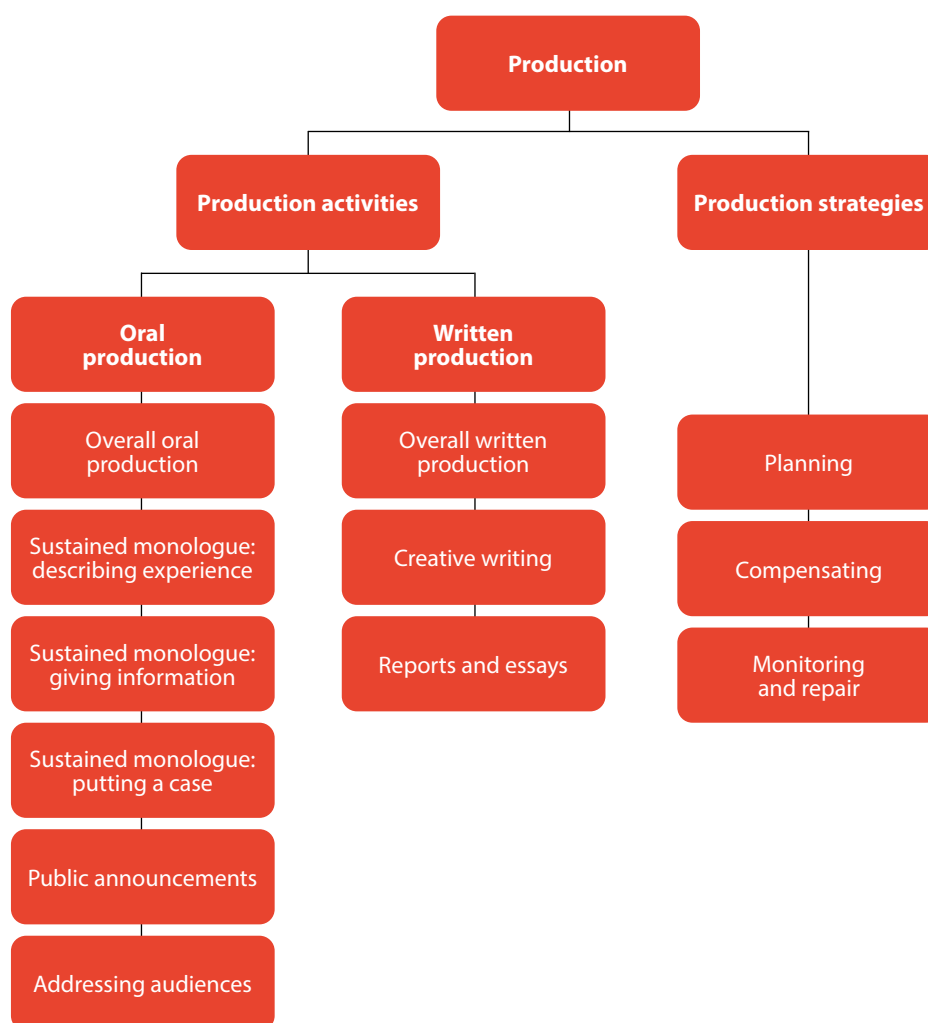 Production
Production activities
Production strategies
Oral
production
Written
production
Overall oral
production
Overall written
production
Planning
Sustained monologue:
describing experience
Creative writing
Compensating
Sustained monologue:
giving information
Reports and essays
Monitoring
and repair
Sustained monologue:
putting a case
Public announcements
Addressing audiences